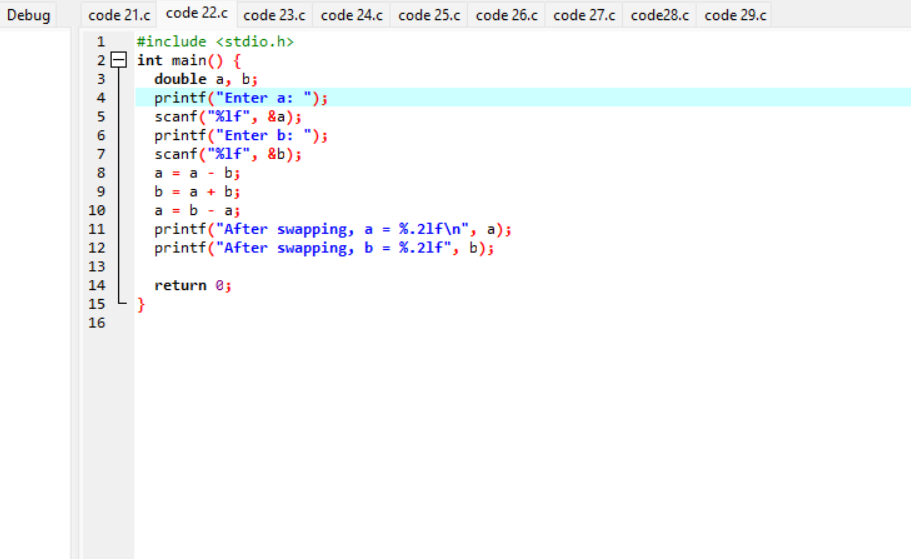 Debug code 21.c code 22.c code 23.c code 24.c code 25.c code 26.c code 27.c code28.c code 29.c
1 #include <stdio.h>
2 int main() {
3 double a, b;
4 printf("Enter a: ");
5 scanf("%lf", &a);
6 printf("Enter b: ");
7 scanf("%lf", &b);
8 a = a - b;
9 b = a + b;
10 a = b - a;
11 printf("After swapping, a = %.2lf\n", a);
12 printf("After swapping, b = %.2lf", b);
13
14 return 0;
15 }
16